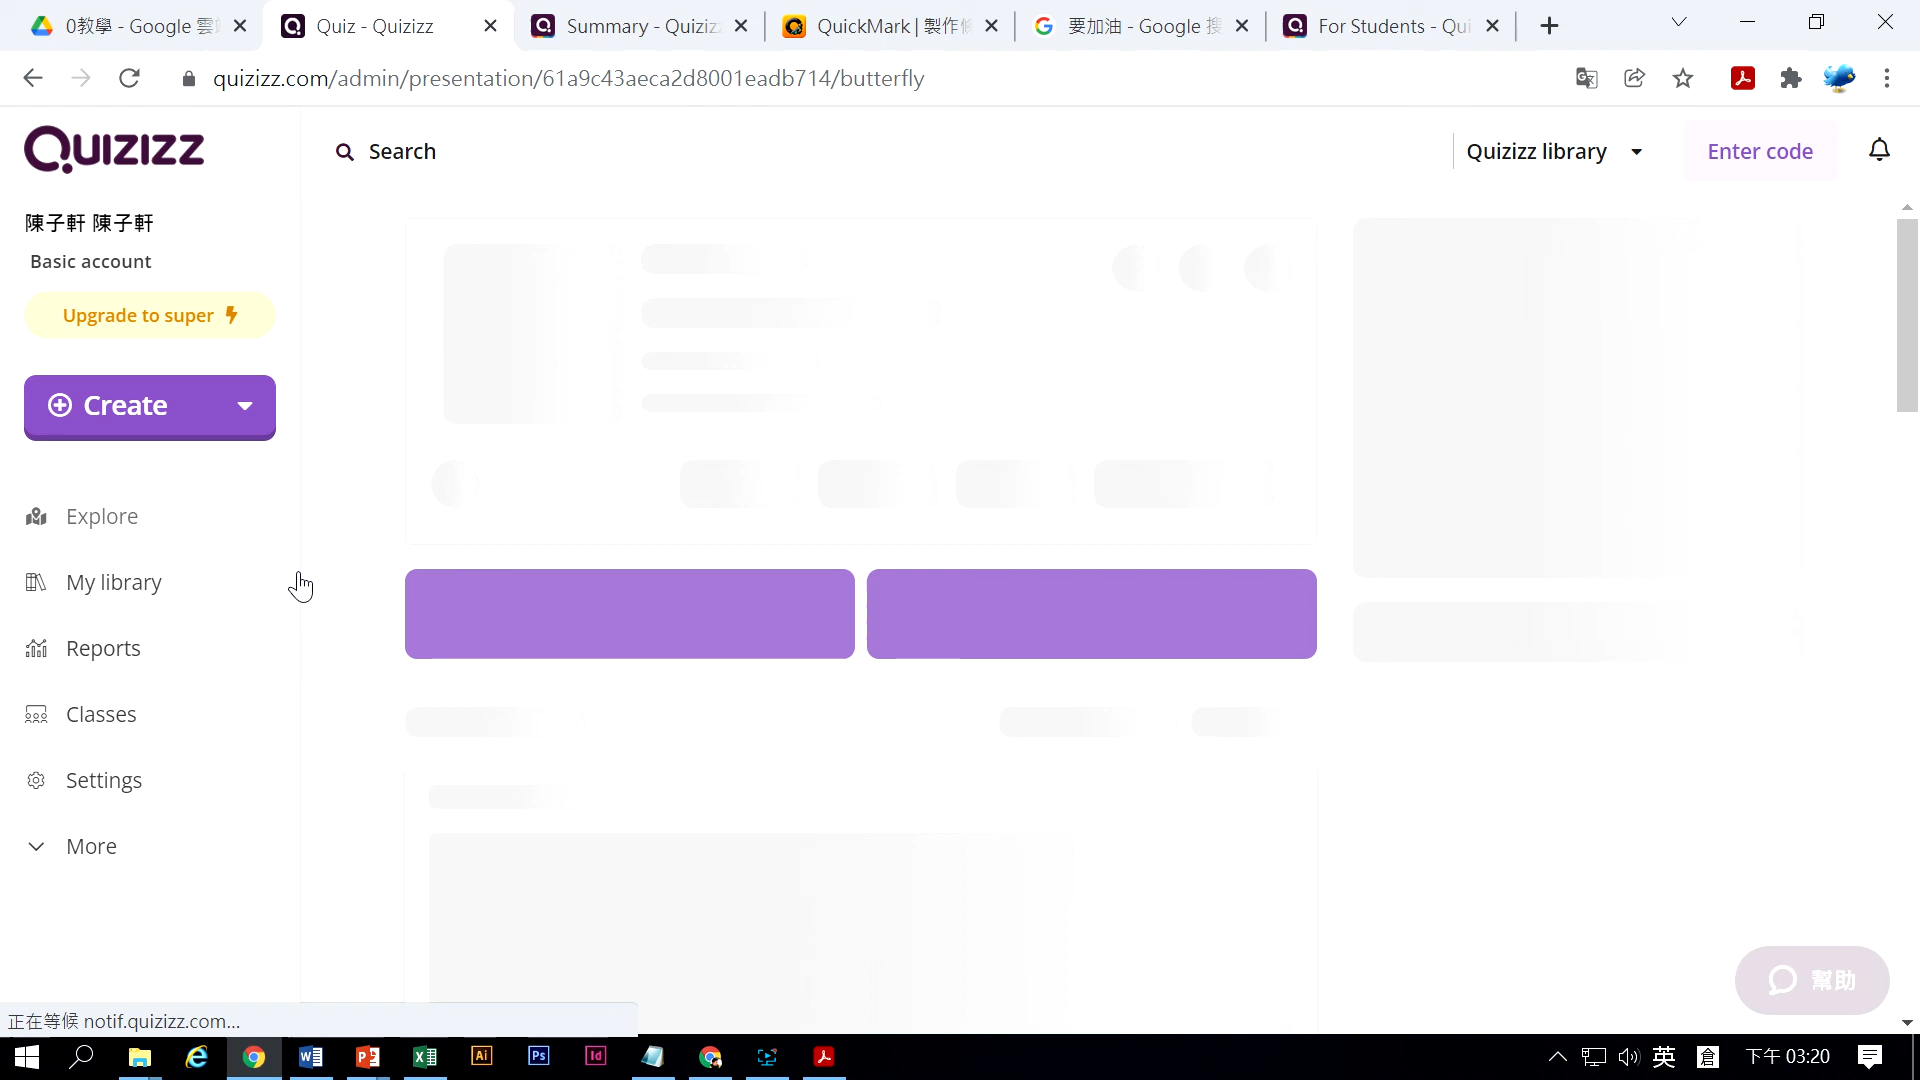 0教學 - Google 雲
Quiz - Quizizz
Summary - Quiziz
QuickMark | 製作
要加油 - Google 搜
For Students - Qui
quizizz.com/admin/presentation/61a9c43aeca2d8001eadb714/butterfly
QUIZIZZ
Search
Quizizz library
Enter code
陳子軒 陳子軒
Basic account
Upgrade to super
Create
Explore
My library
Reports
Classes
Settings
More
幫助
正在等候 notif.quizizz.com...
英
倉
下午 03:20